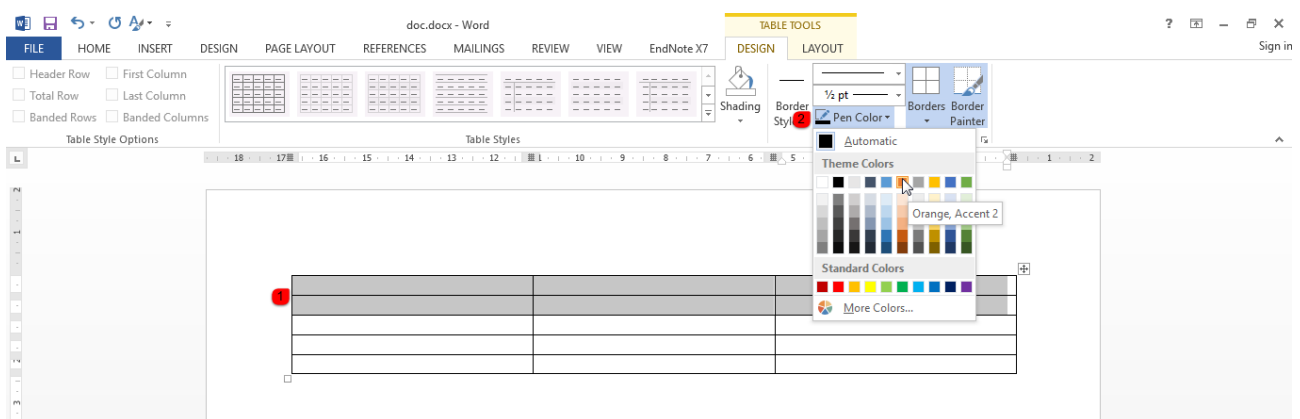 doc.docx - Word
TABLE TOOLS
?
FILE HOME INSERT DESIGN PAGE LAYOUT REFERENCES MAILINGS REVIEW VIEW EndNote X7 DESIGN LAYOUT Sign in
Header Row First Column
Total Row Last Column
Banded Rows Banded Columns
Table Style Options
Table Styles
Shading
Border
½ pt
Pen Color
Borders
Border
Painter
2
Automatic
Theme Colors
Orange, Accent 2
Standard Colors
More Colors...
18 17 16 15 14 13 12 10 9 8 7 6 5 1 2
1
2 1 1 2 3